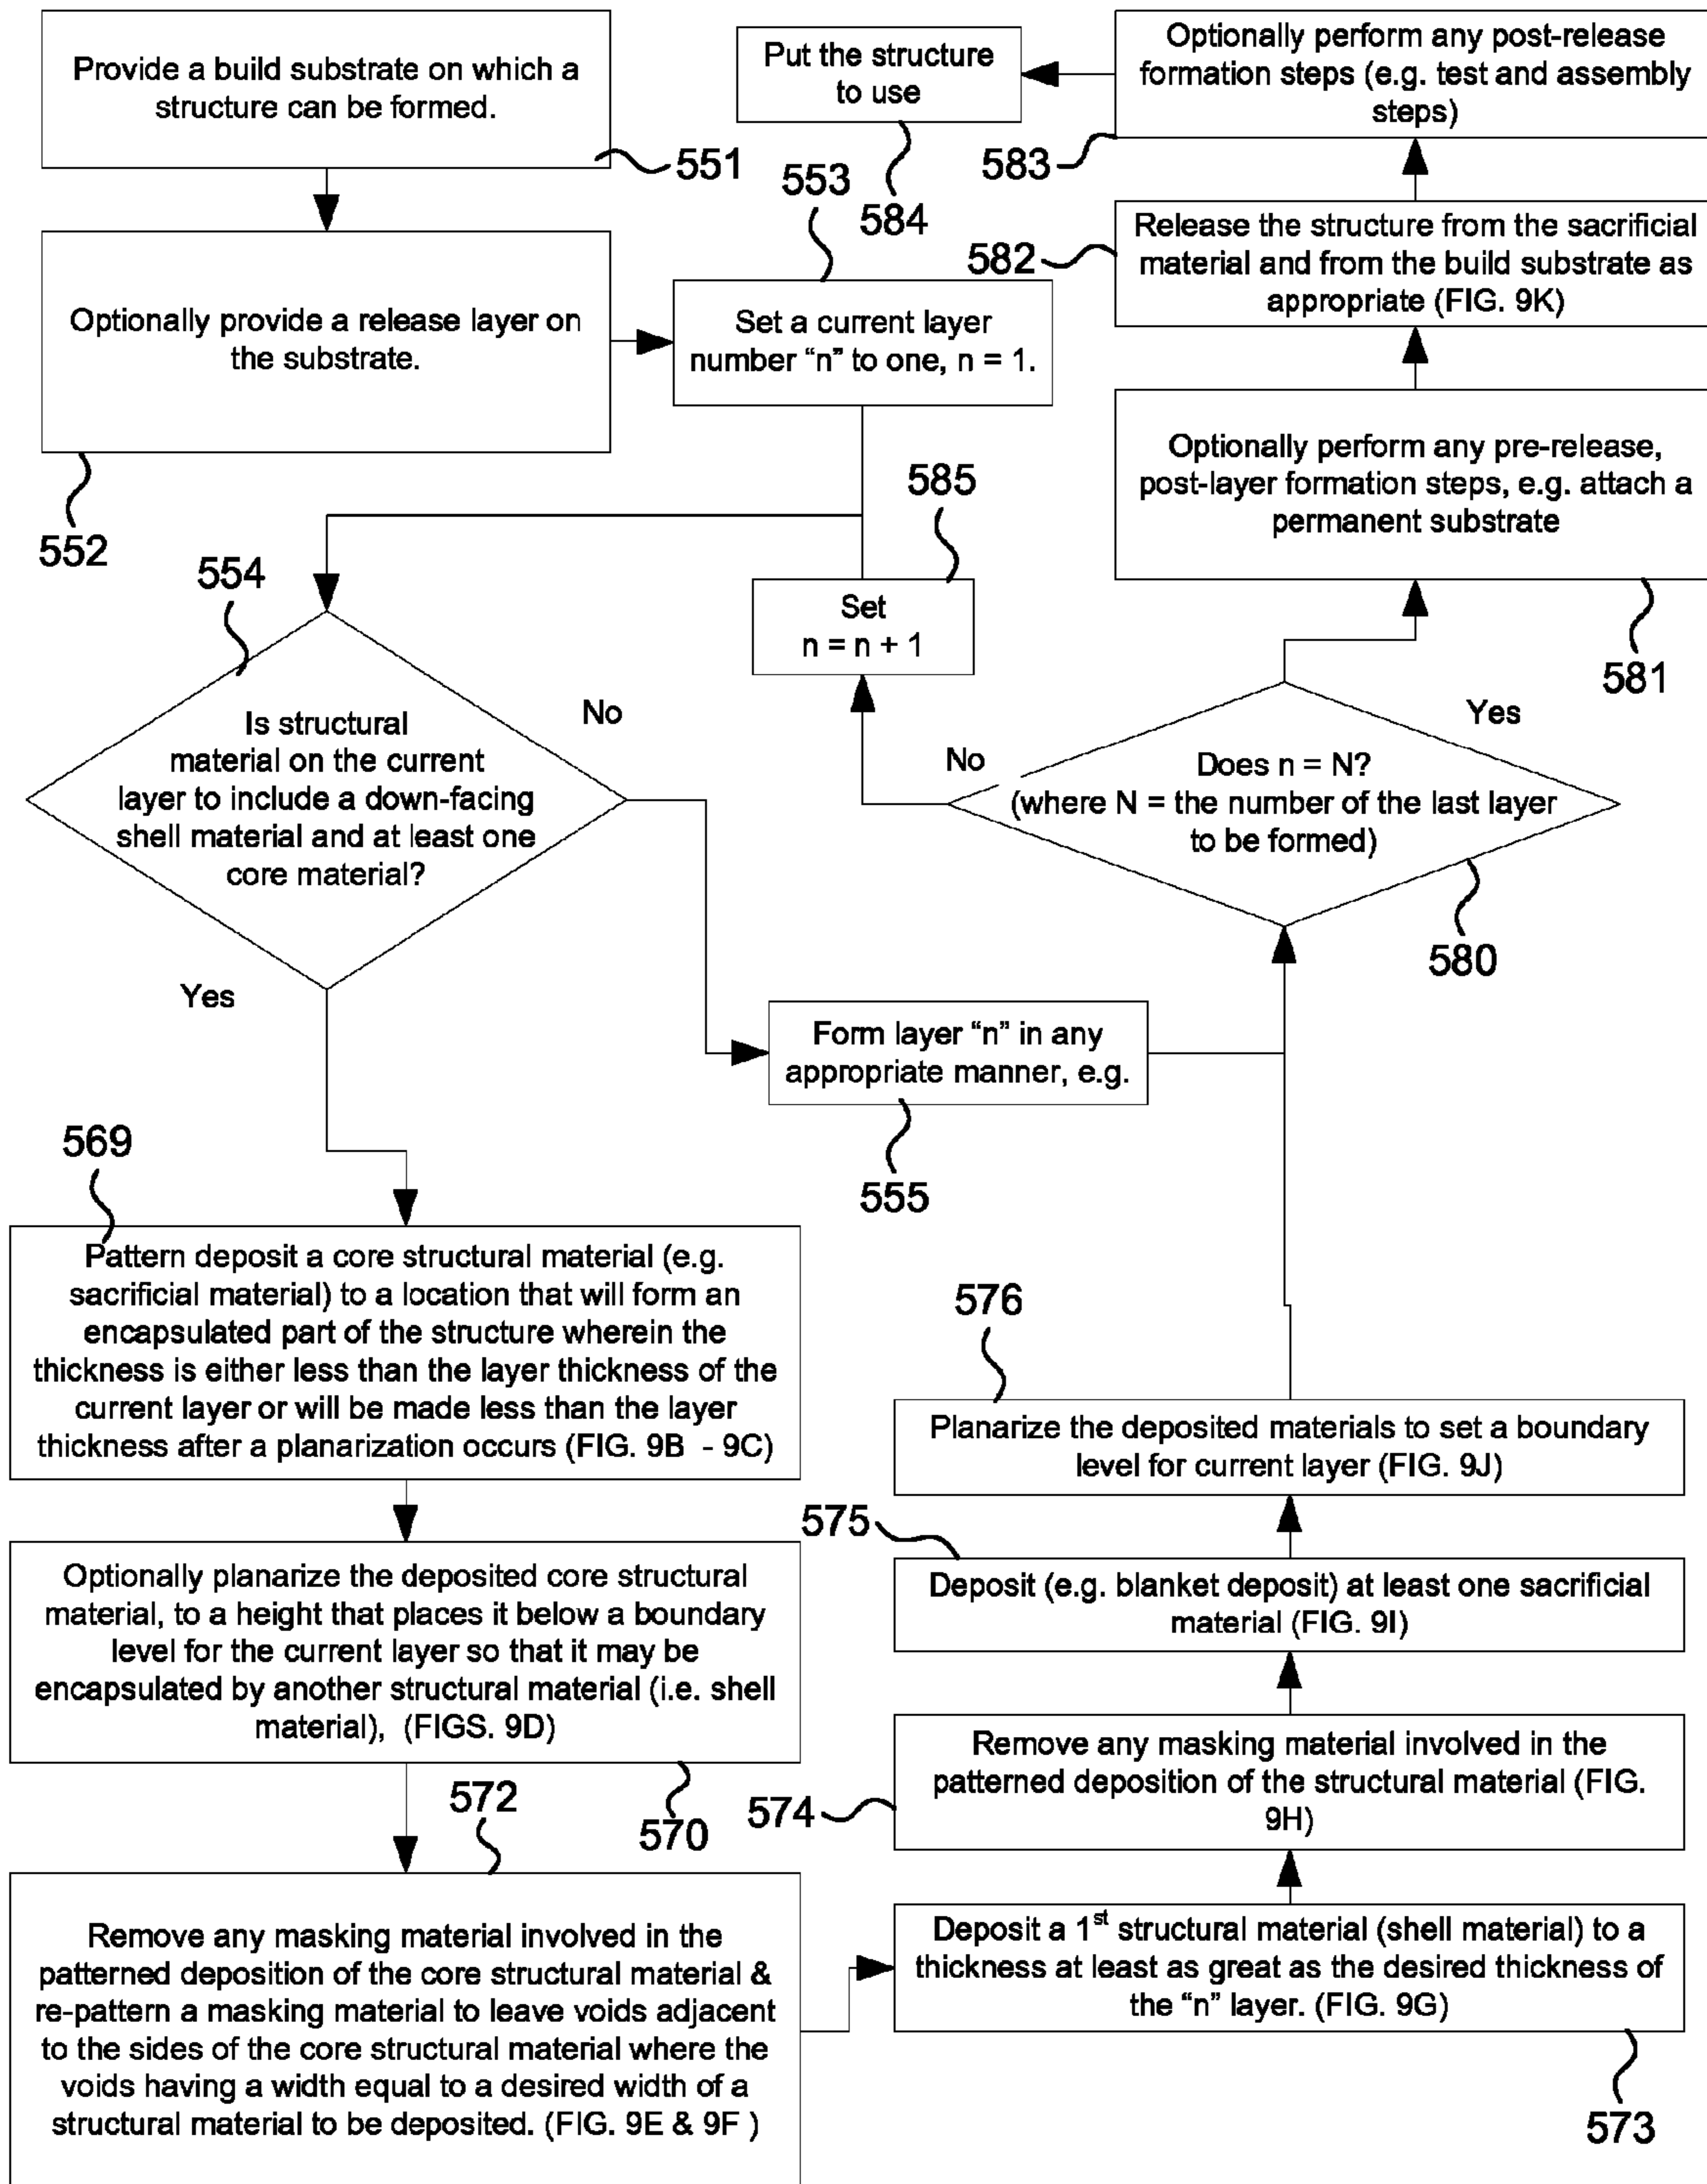 Provide a build substrate on which a
structure can be formed.
551
Optionally provide a release layer on
the substrate.
552
553
Set a current layer
number “n” to one, n = 1.
554
Is structural
material on the current
layer to include a down-facing
shell material and at least one
core material?
No
Yes
Form layer “n” in any
appropriate manner, e.g.
555
569
Pattern deposit a core structural material (e.g.
sacrificial material) to a location that will form an
encapsulated part of the structure wherein the
thickness is either less than the layer thickness of the
current layer or will be made less than the layer
thickness after a planarization occurs (FIG. 9B - 9C)
Optionally planarize the deposited core structural
material, to a height that places it below a boundary
level for the current layer so that it may be
encapsulated by another structural material (i.e. shell
material), (FIGS. 9D)
570
572
Remove any masking material involved in the
patterned deposition of the core structural material &
re-pattern a masking material to leave voids adjacent
to the sides of the core structural material where the
voids having a width equal to a desired width of a
structural material to be deposited. (FIG. 9E & 9F )
Deposit a 1st structural material (shell material) to a
thickness at least as great as the desired thickness of
the “n” layer. (FIG. 9G)
573
Remove any masking material involved in the
patterned deposition of the structural material (FIG.
9H)
574
575
Deposit (e.g. blanket deposit) at least one sacrificial
material (FIG. 9I)
576
Planarize the deposited materials to set a boundary
level for current layer (FIG. 9J)
Does n = N?
(where N = the number of the last layer
to be formed)
580
No
Yes
585
Set
n = n + 1
Optionally perform any pre-release,
post-layer formation steps, e.g. attach a
permanent substrate
581
Release the structure from the sacrificial
material and from the build substrate as
appropriate (FIG. 9K)
582
Optionally perform any post-release
formation steps (e.g. test and assembly
steps)
583
Put the structure
to use
584